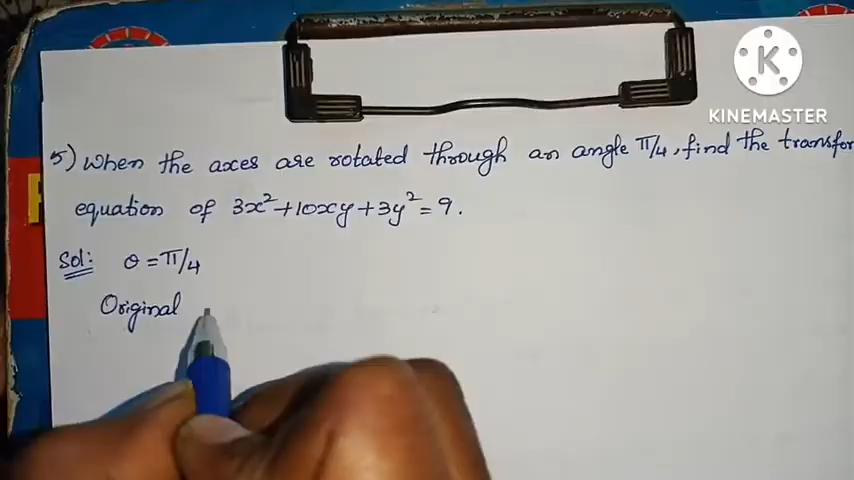 KINEMASTER
5) When the axes are rotated through an angle π/4, find the transfor
equation of 3x²+10xy+3y²=9.
Sol: θ = π/4
Original